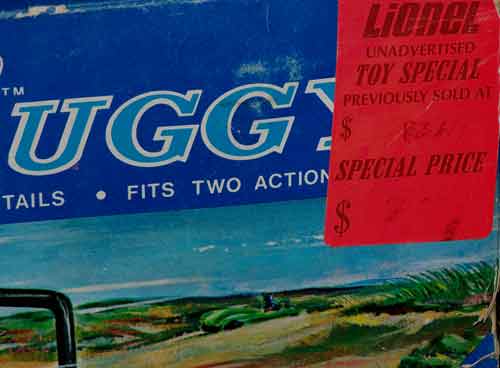 TM
UGGY
TAILS • FITS TWO ACTION
LIONEL
UNADVERTISED
TOY SPECIAL
PREVIOUSLY SOLD AT
$
SPECIAL PRICE
$